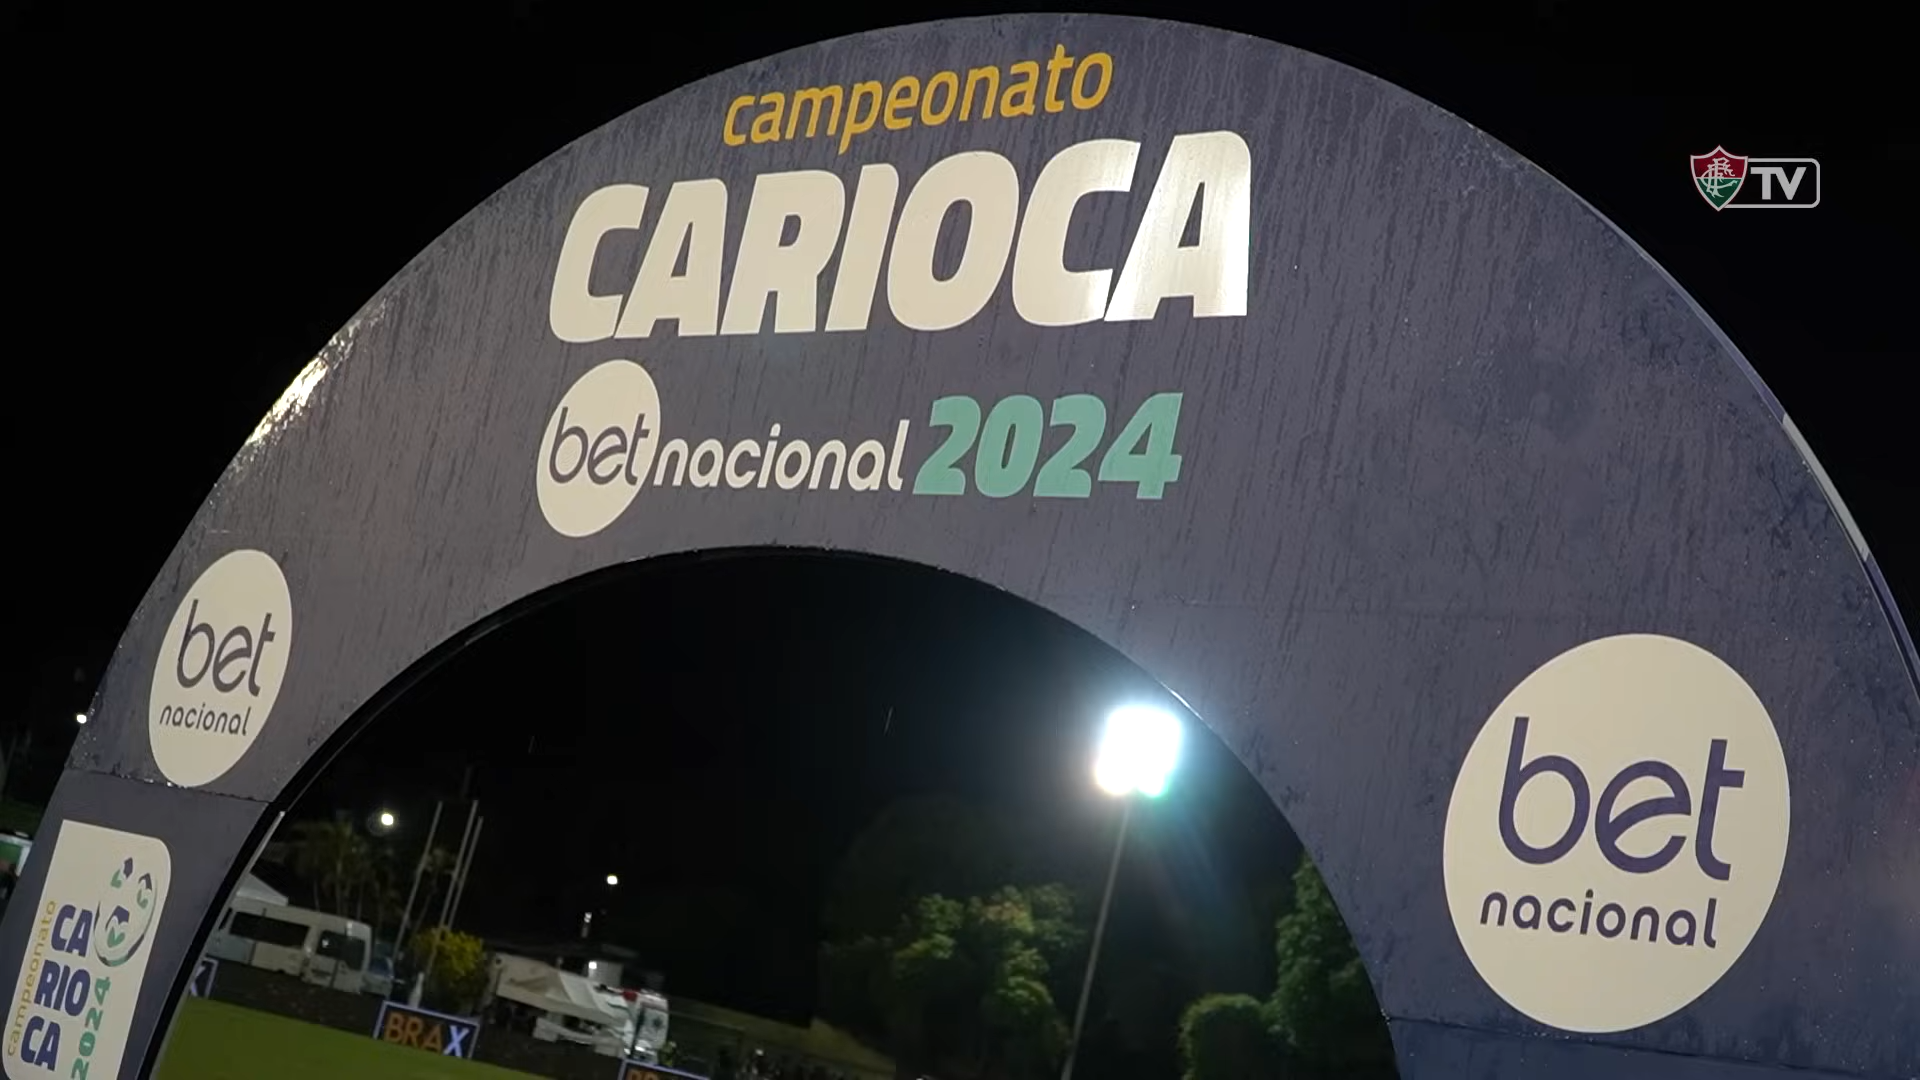 campeonato
CARIOCA
bet nacional 2024
TV
bet
nacional
bet
nacional
campeonato
CA
RIO
CA
2024
BRAX